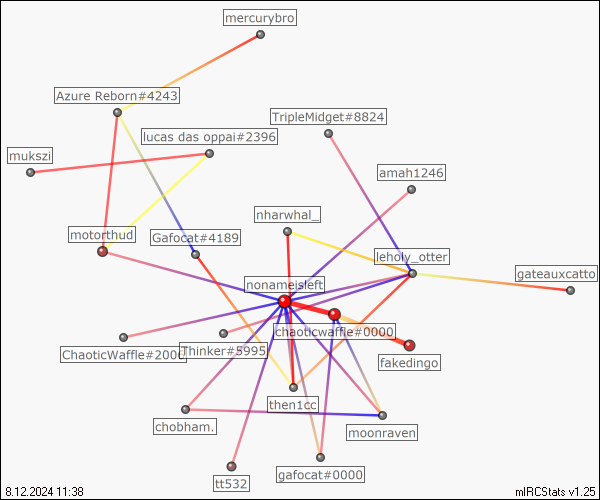 mercurybro
Azure Reborn#4243
TripleMidget#8824
lucas das oppai#2396
mukszi
amah1246
nharwhal_
motorthud
Gafocat#4189
leholy_otter
gateauxcatto
nonameisleft
chaoticwaffle#0000
ChaoticWaffle#200
Thinker#5995
fakedingo
then1cc
chobham.
moonraven
gafocat#0000
tt532
8.12.2024 11:38
mIRCStats v1.25